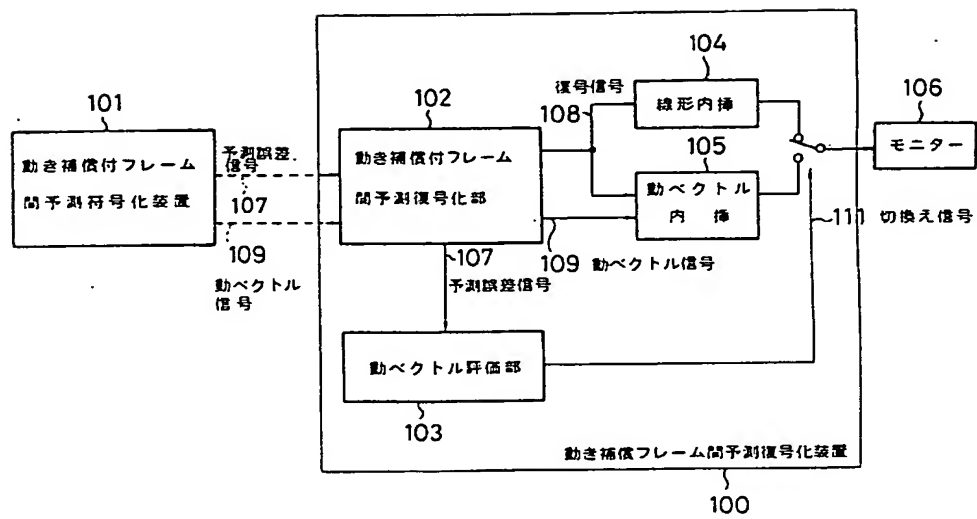 101
動き補償付フレーム
間予測符号化装置
予測誤差
信号
107
109
動ベクトル
信号
102
動き補償付フレーム
間予測復号化部
復号信号
108
104
線形内挿
105
動ベクトル
内挿
106
モニター
111 切換え信号
107
予測誤差信号
109 動ベクトル信号
動ベクトル評価部
103
動き補償フレーム間予測復号化装置
100